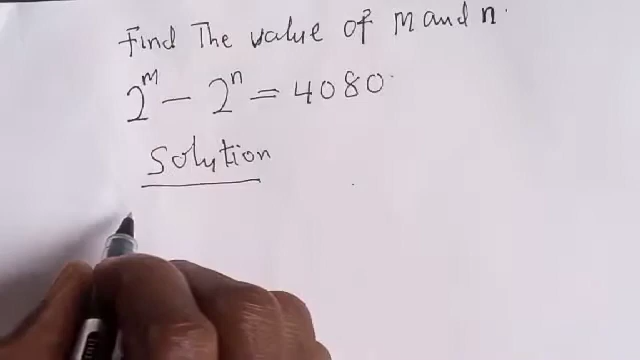 Find The value of m and n.
2^m - 2^n = 4080.
Solution